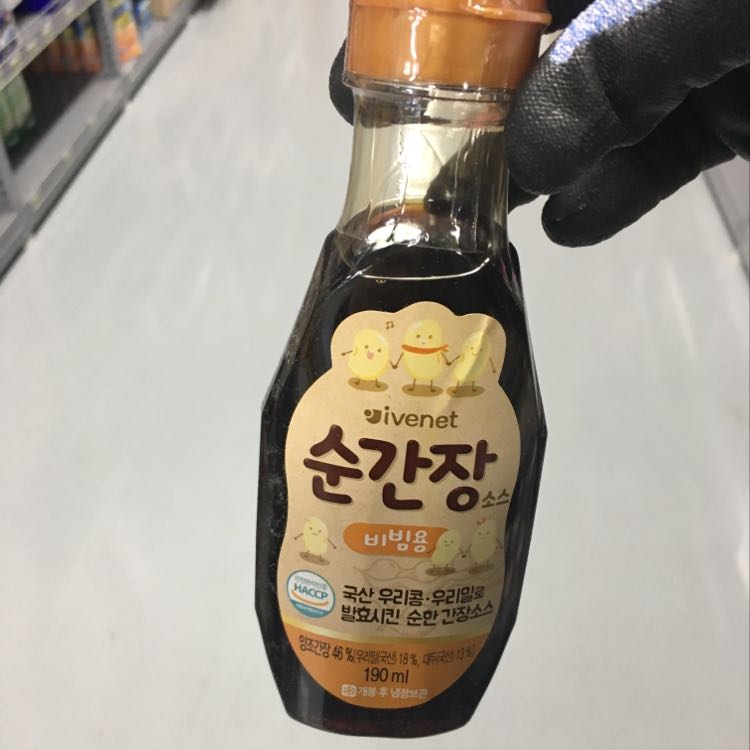 ivenet
순간장 소스
비빔용
HACCP
국산 우리콩·우리밀로
발효시킨 순한 간장소스
양조간장 46 %(우리밀(국산) 18 %, 대두(국산) 13 %)
190 ml
개봉 후 냉장보관